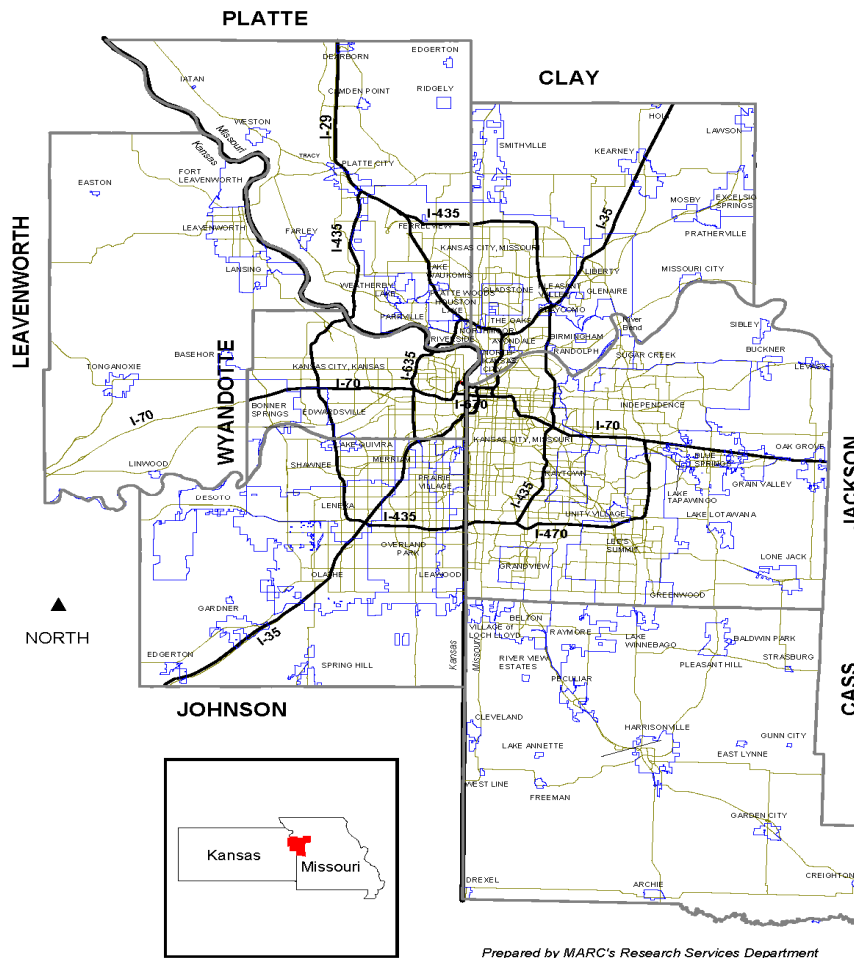 PLATTE
EDGERTON
DEARBORN
CLAY
IATAN
CAMDEN POINT
RIDGELY
I-29
HOLT
LAWSON
WESTON
Missouri
Kansas
SMITHVILLE
KEARNEY
TRACY
PLATTE CITY
EASTON
FORT
LEAVENWORTH
MOSBY
EXCELSIO
SPRINGS
I-35
I-435
FERRELVIEW
LEAVENWORTH
FARLEY
I-435
PRATHERVILLE
KANSAS CITY, MISSOURI
LEAVENWORTH
LANSING
LAKE
WAUKOMIS
LIBERTY
MISSOURI CITY
WEATHERBY
LAKE
PLATTE WOODS
GLADSTONE
PLEASANT
GLENAIRE
HOUSTON
LAKE
PARKVILLE
THE OAKS
River
Bend
SIBLEY
NORTHMOOR
RIVERSIDE
AVONDALE
BIRMINGHAM
BUCKNER
BASEHOR
RANDOLPH
SUGAR CREEK
TONGANOXIE
KANSAS CITY, KANSAS
I-635
LEVASY
WYANDOTTE
I-70
I-70
BONNER
SPRINGS
EDWARDSVILLE
I-670
INDEPENDENCE
I-70
KANSAS CITY, MISSOURI
OAK GROVE
LAKE QUIVIRA
LINWOOD
SHAWNEE
MERRIAM
BLUE
SPRINGS
JACKSON
RAYTOWN
PRAIRIE
VILLAGE
GRAIN VALLEY
DESOTO
LENEXA
I-435
LAKE
TAPAWINGO
I-435
UNITY VILLAGE
LAKE LOTAWANA
I-470
OVERLAND
PARK
LEE'S
SUMMIT
LONE JACK
GRANDVIEW
OLATHE
LEAWOOD
GREENWOOD
GARDNER
NORTH
I-35
BELTON
VILLAGE of
LOCH LLOYD
RAYMORE
LAKE
WINNEBAGO
BALDWIN PARK
Kansas
Missouri
EDGERTON
SPRING HILL
RIVER VIEW
ESTATES
PLEASANT HILL
STRASBURG
PECULIAR
CASS
JOHNSON
CLEVELAND
HARRISONVILLE
GUNN CITY
LAKE ANNETTE
EAST LYNNE
WEST LINE
FREEMAN
GARDEN CITY
Kansas
Missouri
DREXEL
ARCHIE
CREIGHTON
Prepared by MARC's Research Services Department